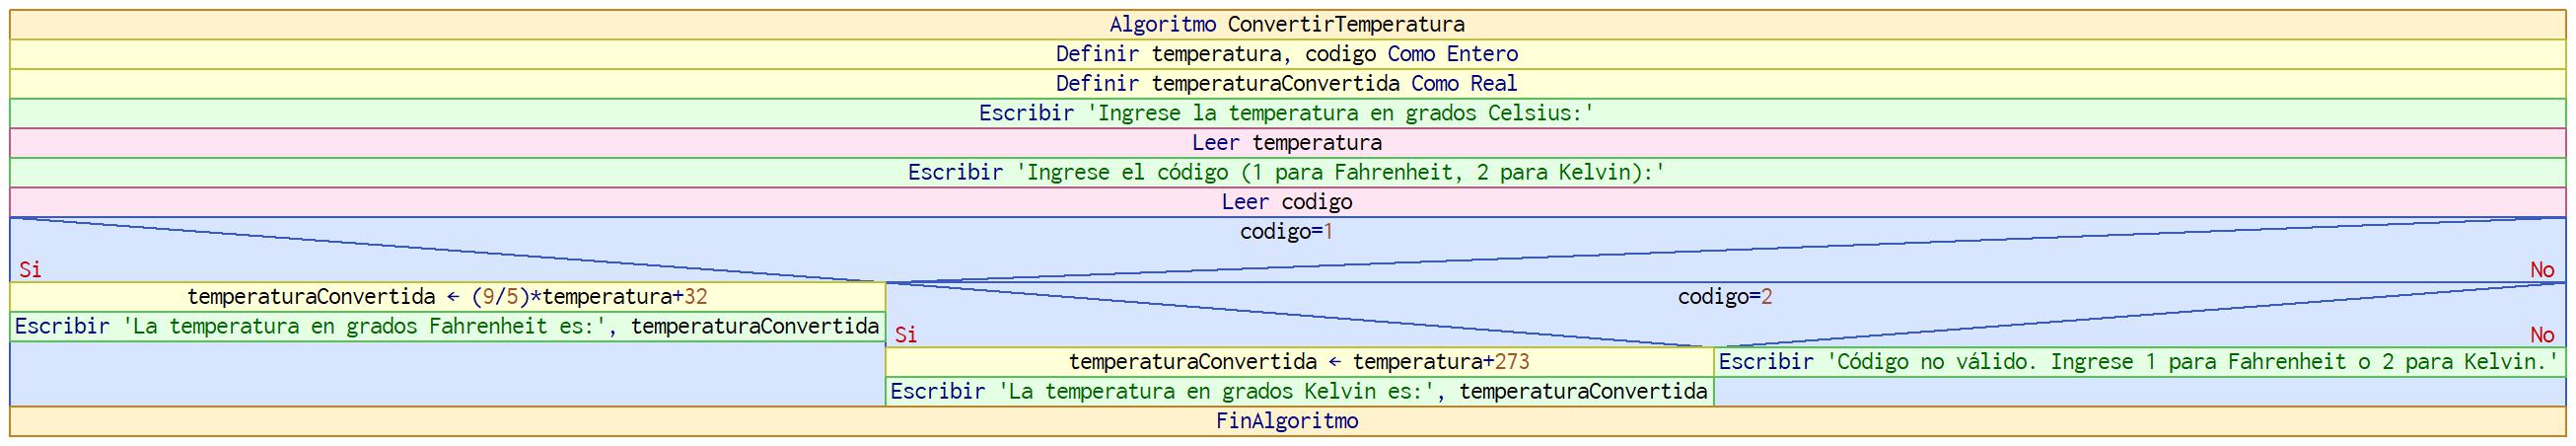 Algoritmo ConvertirTemperatura
Definir temperatura, codigo Como Entero
Definir temperaturaConvertida Como Real
Escribir 'Ingrese la temperatura en grados Celsius:'
Leer temperatura
Escribir 'Ingrese el código (1 para Fahrenheit, 2 para Kelvin):'
Leer codigo
codigo=1
Si
No
temperaturaConvertida ← (9/5)*temperatura+32
Escribir 'La temperatura en grados Fahrenheit es:', temperaturaConvertida
codigo=2
Si
No
temperaturaConvertida ← temperatura+273
Escribir 'La temperatura en grados Kelvin es:', temperaturaConvertida
Escribir 'Código no válido. Ingrese 1 para Fahrenheit o 2 para Kelvin.'
FinAlgoritmo